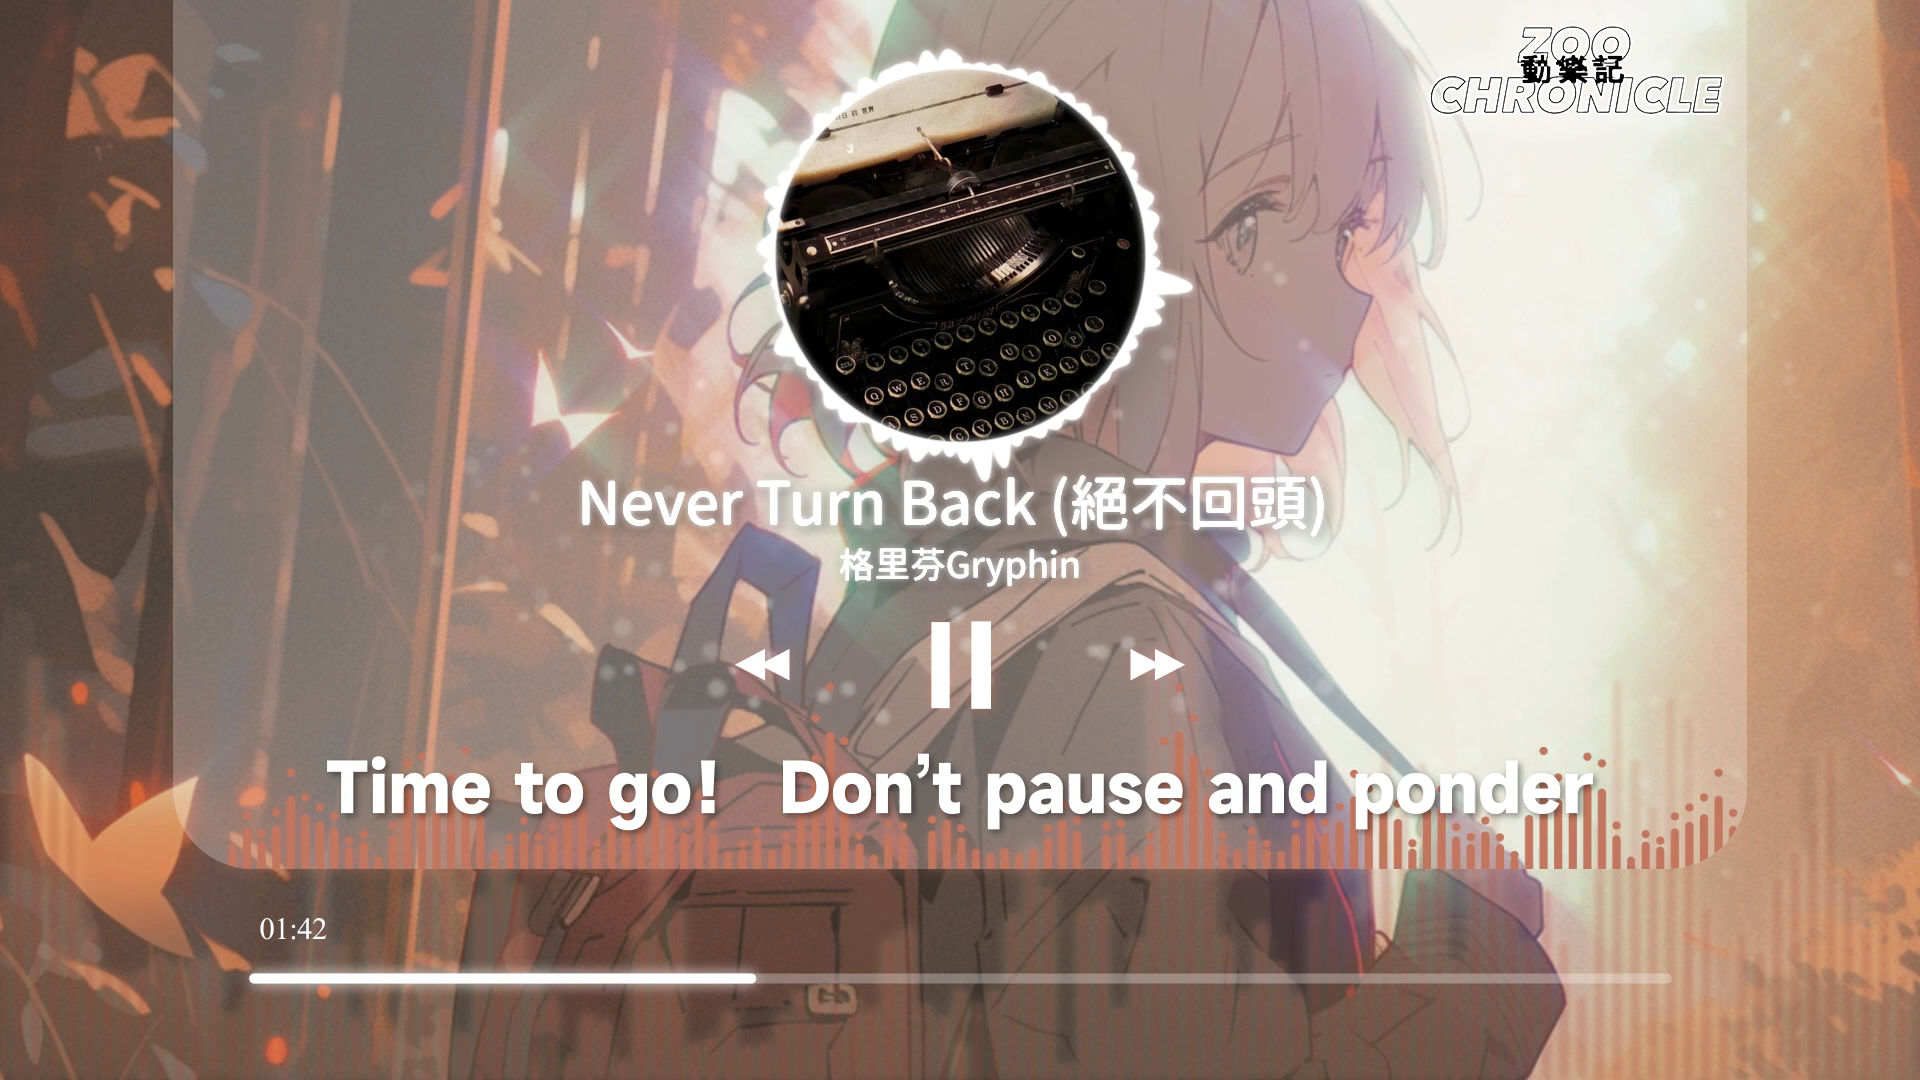 ZOO
動樂記
CHRONICLE
Never Turn Back (絕不回頭)
格里芬Gryphin
Time to go! Don’t pause and ponder
01:42